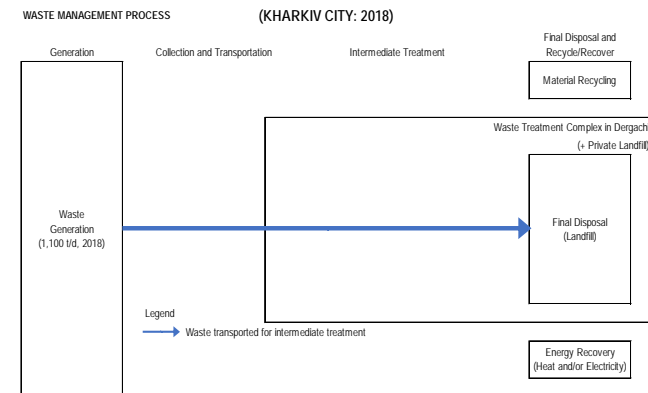 WASTE MANAGEMENT PROCESS
(KHARKIV CITY: 2018)
Generation
Collection and Transportation
Intermediate Treatment
Final Disposal and
Recycle/Recover
Material Recycling
Waste Treatment Complex in Dergach
(+ Private Landfill)
Waste
Generation
(1,100 t/d, 2018)
Final Disposal
(Landfill)
Legend
Waste transported for intermediate treatment
Energy Recovery
(Heat and/or Electricity)